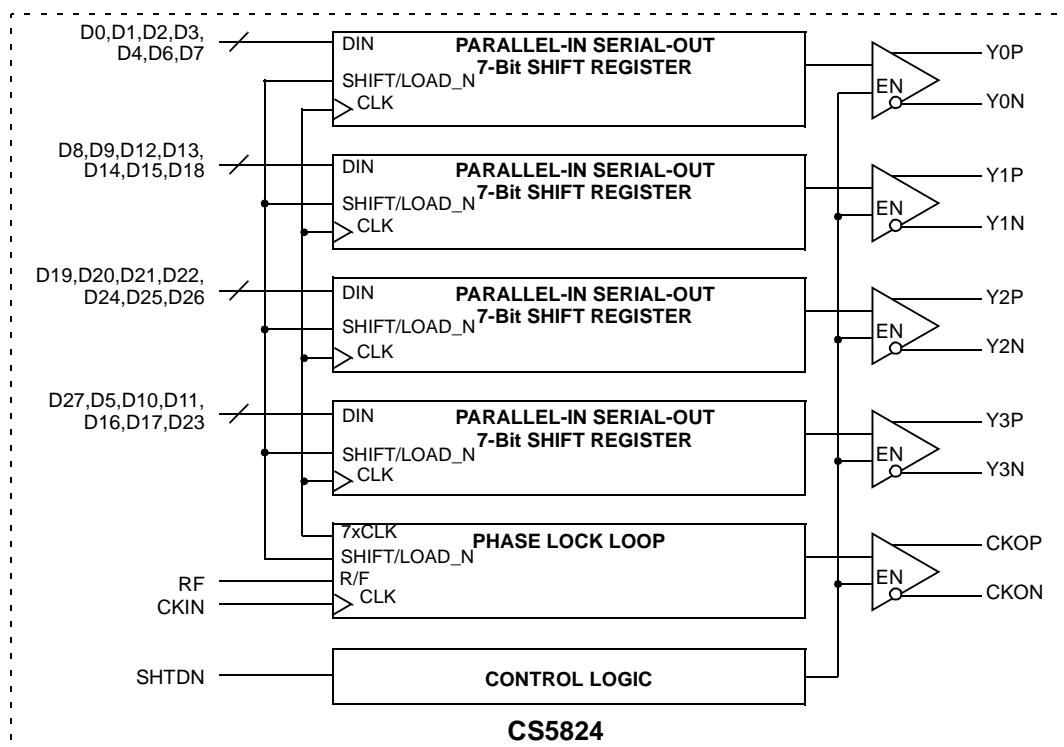 D0,D1,D2,D3,
D4,D6,D7
DIN
PARALLEL-IN SERIAL-OUT
7-Bit SHIFT REGISTER
SHIFT/LOAD_N
CLK
EN
Y0P
Y0N
D8,D9,D12,D13,
D14,D15,D18
DIN
PARALLEL-IN SERIAL-OUT
7-Bit SHIFT REGISTER
SHIFT/LOAD_N
CLK
EN
Y1P
Y1N
D19,D20,D21,D22,
D24,D25,D26
DIN
PARALLEL-IN SERIAL-OUT
7-Bit SHIFT REGISTER
SHIFT/LOAD_N
CLK
EN
Y2P
Y2N
D27,D5,D10,D11,
D16,D17,D23
DIN
PARALLEL-IN SERIAL-OUT
7-Bit SHIFT REGISTER
SHIFT/LOAD_N
CLK
EN
Y3P
Y3N
7xCLK
PHASE LOCK LOOP
SHIFT/LOAD_N
RF
R/F
CKIN
CLK
EN
CKOP
CKON
SHTDN
CONTROL LOGIC
CS5824